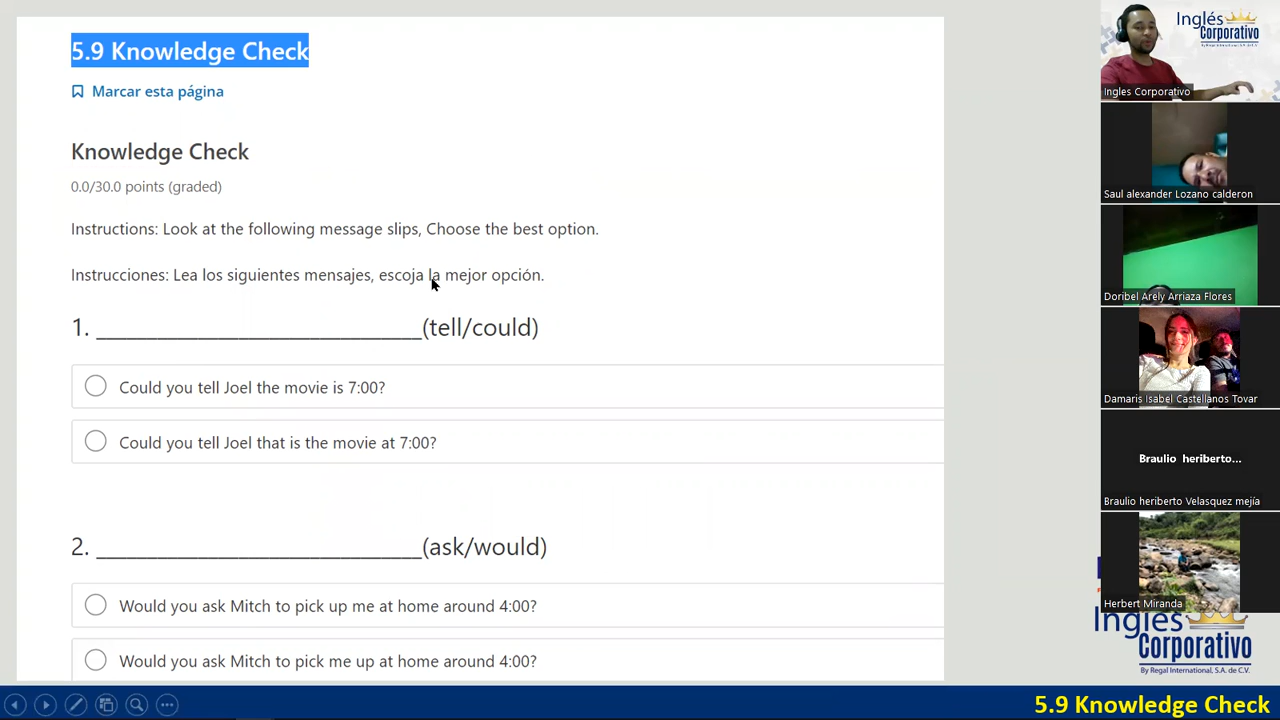 5.9 Knowledge Check
Marcar esta página
Knowledge Check
0.0/30.0 points (graded)
Instructions: Look at the following message slips, Choose the best option.
Instrucciones: Lea los siguientes mensajes, escoja la mejor opción.
1. ______________________________(tell/could)
Could you tell Joel the movie is 7:00?
Could you tell Joel that is the movie at 7:00?
2. ______________________________(ask/would)
Would you ask Mitch to pick up me at home around 4:00?
Would you ask Mitch to pick me up at home around 4:00?
Inglés
Corporativo
By Regal International, S.A. de C.V.
Ingles Corporativo
Saul alexander Lozano calderon
Doribel Arely Arriaza Flores
Damaris Isabel Castellanos Tovar
Braulio heriberto...
Braulio heriberto Velasquez mejía
Herbert Miranda
Inglés
Corporativo
By Regal International, S.A. de C.V.
5.9 Knowledge Check